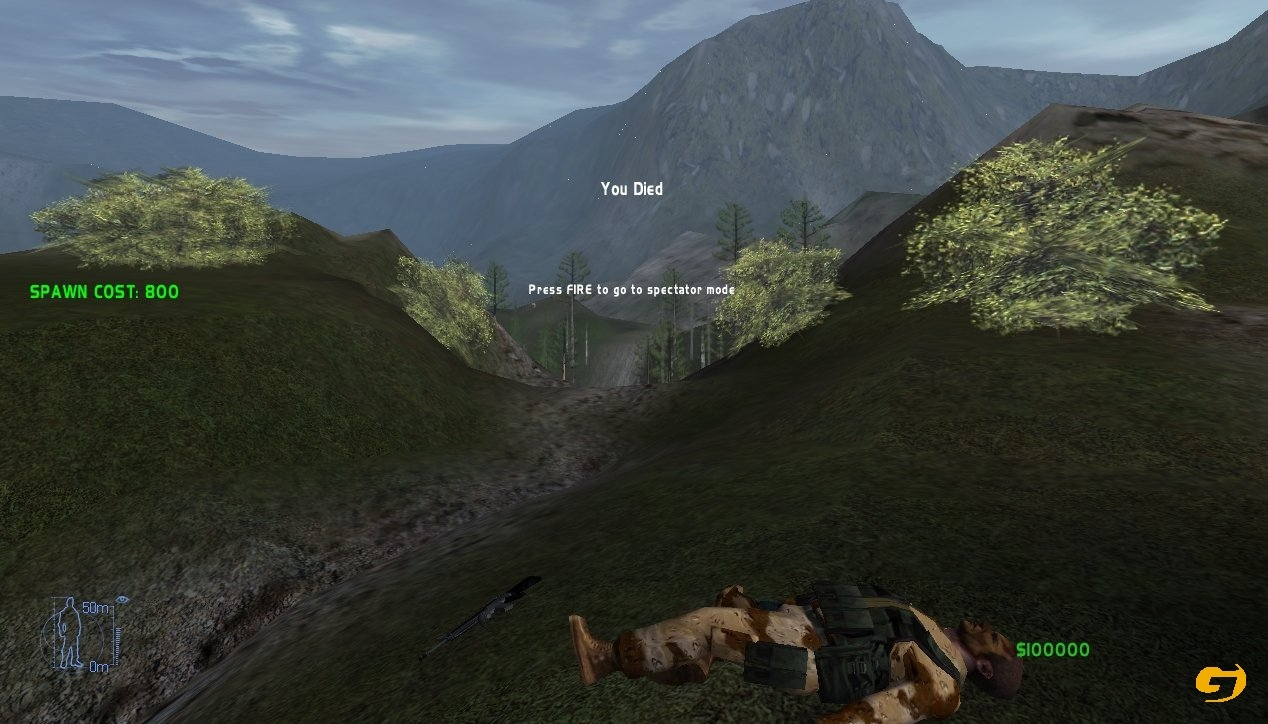 You Died
SPAWN COST: 800
Press FIRE to go to spectator mode
50m
0m
$100000